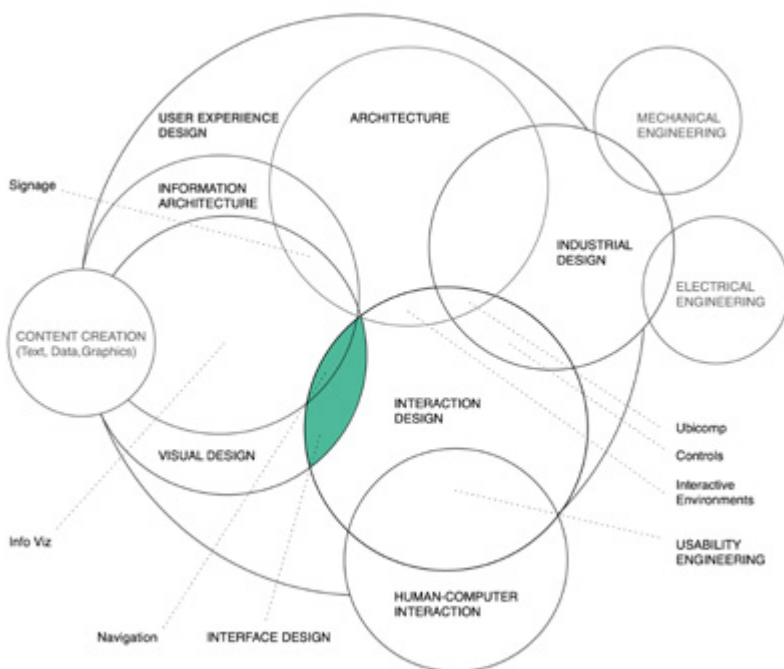 USER EXPERIENCE
DESIGN
ARCHITECTURE
MECHANICAL
ENGINEERING
Signage
INFORMATION
ARCHITECTURE
INDUSTRIAL
DESIGN
ELECTRICAL
ENGINEERING
CONTENT CREATION
(Text, Data,Graphics)
INTERACTION
DESIGN
Ubicomp
VISUAL DESIGN
Controls
Interactive
Environments
Info Viz
USABILITY
ENGINEERING
HUMAN-COMPUTER
INTERACTION
Navigation
INTERFACE DESIGN